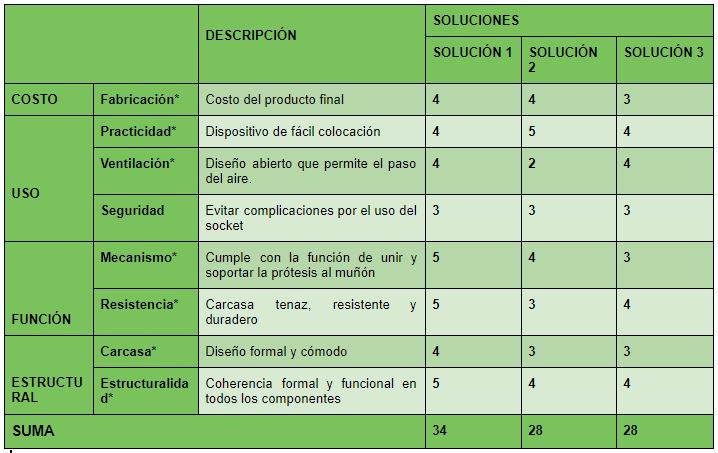 DESCRIPCIÓN
SOLUCIONES
SOLUCIÓN 1
SOLUCIÓN
2
SOLUCIÓN 3
COSTO
Fabricación*
Costo del producto final
4
4
3
USO
Practicidad*
Dispositivo de fácil colocación
4
5
4
Ventilación*
Diseño abierto que permite el paso
del aire.
4
2
4
Seguridad
Evitar complicaciones por el uso del
socket
3
3
3
FUNCIÓN
Mecanismo*
Cumple con la función de unir y
soportar la prótesis al muñón
5
4
3
Resistencia*
Carcasa tenaz, resistente y
duradero
5
3
4
ESTRUCTU
RAL
Carcasa*
Diseño formal y cómodo
4
3
3
Estructuralida
d*
Coherencia formal y funcional en
todos los componentes
5
4
4
SUMA
34
28
28